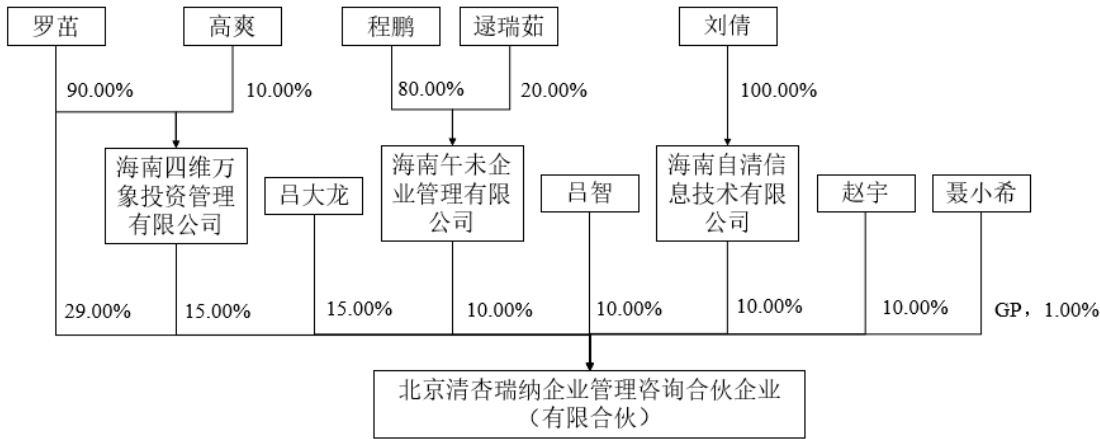 罗茁
高爽
程鹏
逯瑞茹
刘倩
90.00%
10.00%
80.00%
20.00%
100.00%
海南四维万
象投资管理
有限公司
吕大龙
海南午未企
业管理有限
公司
吕智
海南自清信
息技术有限
公司
赵宇
聂小希
29.00%
15.00%
15.00%
10.00%
10.00%
10.00%
10.00%
GP，1.00%
北京清杏瑞纳企业管理咨询合伙企业
（有限合伙）